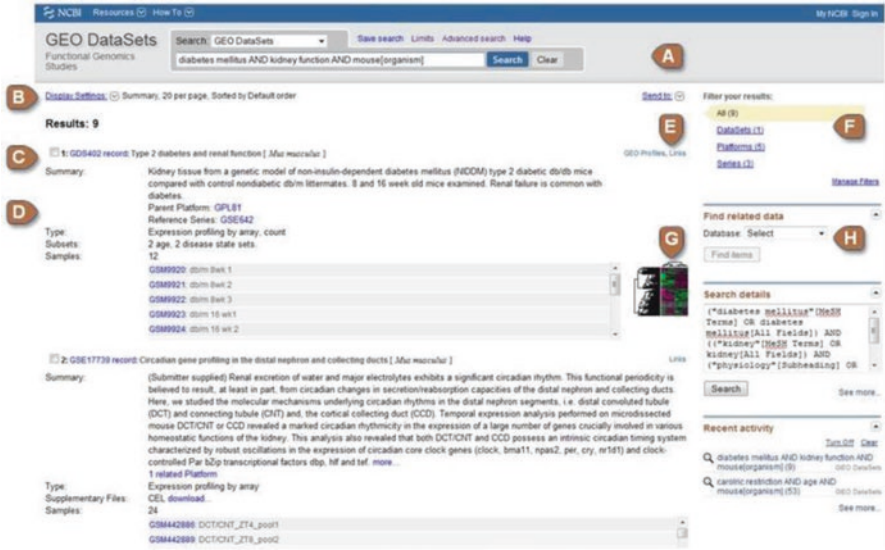 NCBI Resources How To My NCBI Sign In
GEO DataSets
Functional Genomics
Studies
Search: GEO DataSets
Save search Limits Advanced search Help
diabetes mellitus AND kidney function AND mouse[organism] Search Clear
A
B
Display Settings: Summary, 20 per page, Sorted by Default order Send to:
Results: 9
C
1: GDS402 record: Type 2 diabetes and renal function [ Mus musculus ]
E
GEO Profiles, Links
Summary: Kidney tissue from a genetic model of non-insulin-dependent diabetes mellitus (NIDDM) type 2 diabetic db/db mice
compared with control nondiabetic db/m littermates. 8 and 16 week old mice examined. Renal failure is common with
diabetes.
Parent Platform: GPL81
Reference Series: GSE642
D
Type: Expression profiling by array, count
Subsets: 2 age, 2 disease state sets.
Samples: 12
GSM9920: db/m 8wk 1
GSM9921: db/m 8wk 2
GSM9922: db/m 8wk 3
GSM9923: db/m 16 wk1
GSM9924: db/m 16 wk 2
G
2: GSE17739 record: Circadian gene profiling in the distal nephron and collecting ducts [ Mus musculus ]
Links
Summary: (Submitter supplied) Renal excretion of water and major electrolytes exhibits a significant circadian rhythm. This functional periodicity is
believed to result, at least in part, from circadian changes in secretion/reabsorption capacities of the distal nephron and collecting ducts.
Here, we studied the molecular mechanisms underlying circadian rhythms in the distal nephron segments, i.e. distal convoluted tubule
(DCT) and connecting tubule (CNT) and, the cortical collecting duct (CCD). Temporal expression analysis performed on microdissected
mouse DCT/CNT or CCD revealed a marked circadian rhythmicity in the expression of a large number of genes crucially involved in various
homeostatic functions of the kidney. This analysis also revealed that both DCT/CNT and CCD possess an intrinsic circadian timing system
characterized by robust oscillations in the expression of circadian core clock genes (clock, bma11, npas2, per, cry, nr1d1) and clock-
controlled Par bZip transcriptional factors dbp, hlf and tef. more...
1 related Platform
Type: Expression profiling by array
Supplementary Files: CEL download...
Samples: 24
GSM442888: DCT/CNT_ZT4_pool1
GSM442889: DCT/CNT_ZT8_pool2
Filter your results:
All (9)
DataSets (1)
Platforms (5)
Series (3)
F
Manage Filters
Find related data
Database: Select
H
Find items
Search details
("diabetes mellitus"[MeSH
Terms] OR diabetes
mellitus[All Fields]) AND
(("kidney"[MeSH Terms] OR
kidney[All Fields]) AND
("physiology"[Subheading] OR
Search
See more...
Recent activity
Turn Off Clear
diabetes mellitus AND kidney function AND
mouse[organism] (9) GEO DataSets
caloric restriction AND age AND
mouse[organism] (53) GEO DataSets
See more...